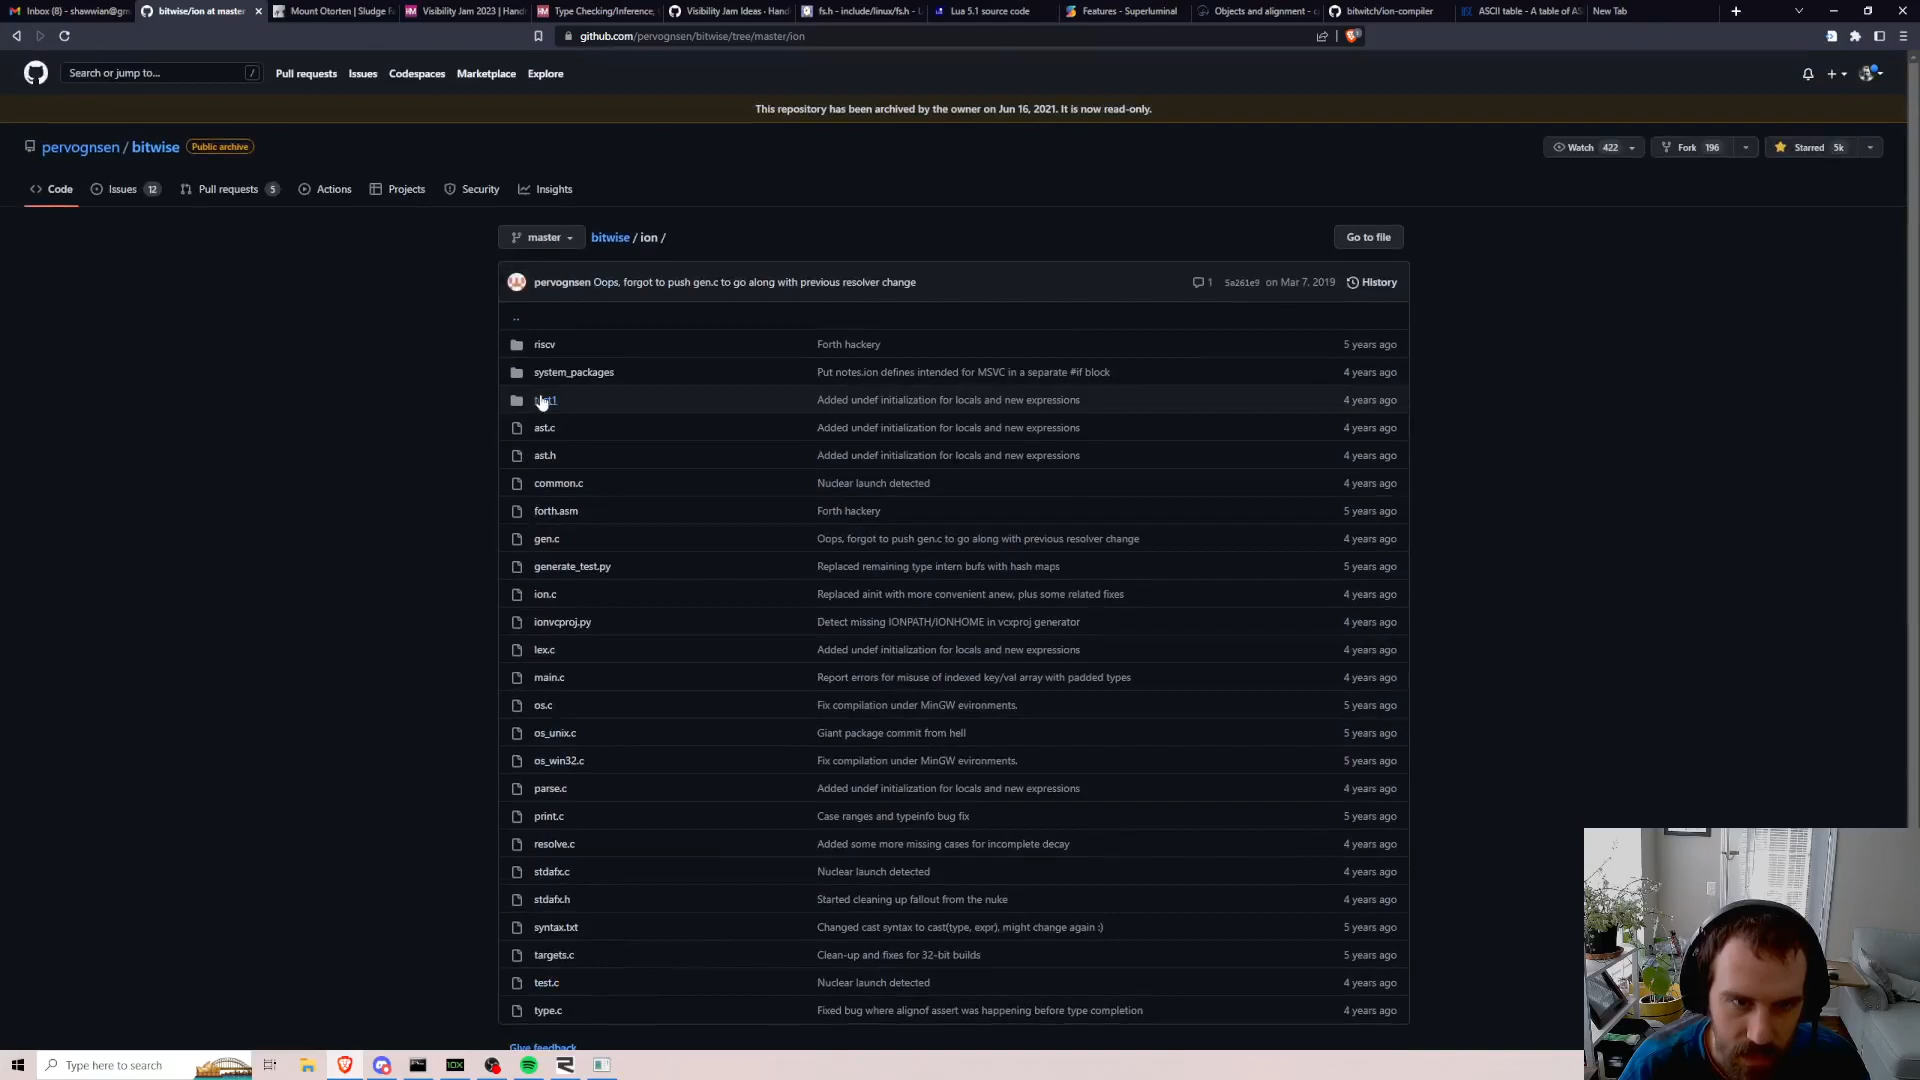 Inbox (8) - shawwian@gm
bitwise/ion at master
Mount Otorten | Sludge Fa
Visibility Jam 2023 | Hand
Type Checking/Inference,
Visibility Jam Ideas · Hand
fs.h - include/linux/fs.h - L
Lua 5.1 source code
Features - Superluminal
Objects and alignment - c
bitwitch/ion-compiler
ASCII table - A table of AS
New Tab
github.com/pervognsen/bitwise/tree/master/ion
Search or jump to...
/
Pull requests
Issues
Codespaces
Marketplace
Explore
This repository has been archived by the owner on Jun 16, 2021. It is now read-only.
pervognsen / bitwise Public archive
Watch 422
Fork 196
Starred 5k
Code
Issues 12
Pull requests 5
Actions
Projects
Security
Insights
master
bitwise / ion /
Go to file
pervognsen Oops, forgot to push gen.c to go along with previous resolver change
1 5a261e9 on Mar 7, 2019 History
..
riscv Forth hackery 5 years ago
system_packages Put notes.ion defines intended for MSVC in a separate #if block 4 years ago
Added undef initialization for locals and new expressions 4 years ago
ast.c Added undef initialization for locals and new expressions 4 years ago
ast.h Added undef initialization for locals and new expressions 4 years ago
common.c Nuclear launch detected 4 years ago
forth.asm Forth hackery 5 years ago
gen.c Oops, forgot to push gen.c to go along with previous resolver change 4 years ago
generate_test.py Replaced remaining type intern bufs with hash maps 5 years ago
ion.c Replaced ainit with more convenient anew, plus some related fixes 4 years ago
ionvcproj.py Detect missing IONPATH/IONHOME in vcxproj generator 4 years ago
lex.c Added undef initialization for locals and new expressions 4 years ago
main.c Report errors for misuse of indexed key/val array with padded types 4 years ago
os.c Fix compilation under MinGW evironments. 5 years ago
os_unix.c Giant package commit from hell 5 years ago
os_win32.c Fix compilation under MinGW evironments. 5 years ago
parse.c Added undef initialization for locals and new expressions 4 years ago
print.c Case ranges and typeinfo bug fix 5 years ago
resolve.c Added some more missing cases for incomplete decay 4 years ago
stdafx.c Nuclear launch detected 4 years ago
stdafx.h Started cleaning up fallout from the nuke 4 years ago
syntax.txt Changed cast syntax to cast(type, expr), might change again :) 5 years ago
targets.c Clean-up and fixes for 32-bit builds 5 years ago
test.c Nuclear launch detected 4 years ago
type.c Fixed bug where alignof assert was happening before type completion 4 years ago
Give feedback
Type here to search
10X